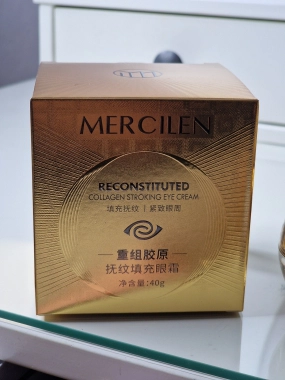 MERCILEN
RECONSTITUTED
COLLAGEN STROKING EYE CREAM
填充抚纹 | 紧致眼周
重组胶原
抚纹填充眼霜
净含量:40g